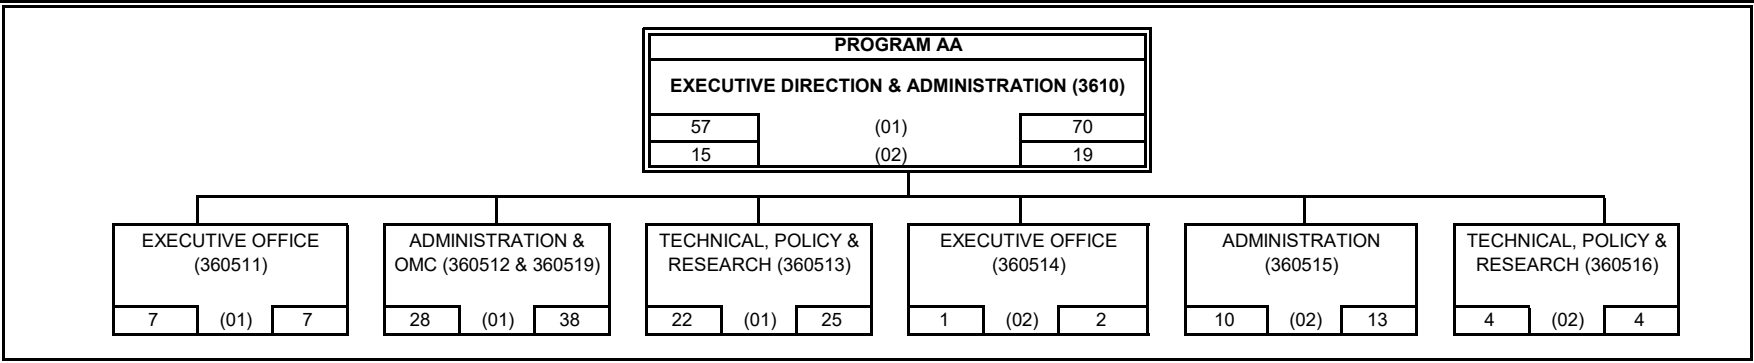 PROGRAM AA
EXECUTIVE DIRECTION & ADMINISTRATION (3610)
57 (01) 70
15 (02) 19
EXECUTIVE OFFICE
(360511)
7 (01) 7
ADMINISTRATION &
OMC (360512 & 360519)
28 (01) 38
TECHNICAL, POLICY &
RESEARCH (360513)
22 (01) 25
EXECUTIVE OFFICE
(360514)
1 (02) 2
ADMINISTRATION
(360515)
10 (02) 13
TECHNICAL, POLICY &
RESEARCH (360516)
4 (02) 4